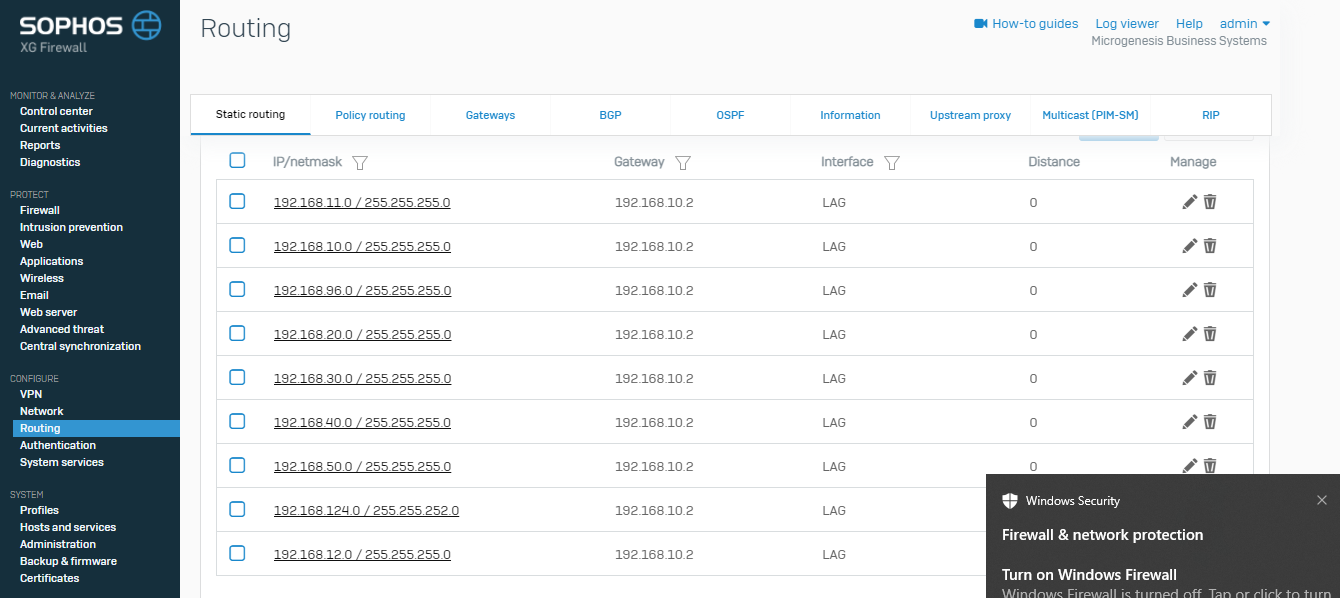 SOPHOS
XG Firewall
MONITOR & ANALYZE
Control center
Current activities
Reports
Diagnostics
PROTECT
Firewall
Intrusion prevention
Web
Applications
Wireless
Email
Web server
Advanced threat
Central synchronization
CONFIGURE
VPN
Network
Routing
Authentication
System services
SYSTEM
Profiles
Hosts and services
Administration
Backup & firmware
Certificates
Routing
How-to guides Log viewer Help admin
Microgenesis Business Systems
Static routing Policy routing Gateways BGP OSPF Information Upstream proxy Multicast (PIM-SM) RIP
IP/netmask Gateway Interface Distance Manage
192.168.11.0 / 255.255.255.0 192.168.10.2 LAG 0
192.168.10.0 / 255.255.255.0 192.168.10.2 LAG 0
192.168.96.0 / 255.255.255.0 192.168.10.2 LAG 0
192.168.20.0 / 255.255.255.0 192.168.10.2 LAG 0
192.168.30.0 / 255.255.255.0 192.168.10.2 LAG 0
192.168.40.0 / 255.255.255.0 192.168.10.2 LAG 0
192.168.50.0 / 255.255.255.0 192.168.10.2 LAG 0
192.168.124.0 / 255.255.252.0 192.168.10.2 LAG
192.168.12.0 / 255.255.255.0 192.168.10.2 LAG
Windows Security
Firewall & network protection
Turn on Windows Firewall
Windows Firewall is turned off. Tap or click to turn